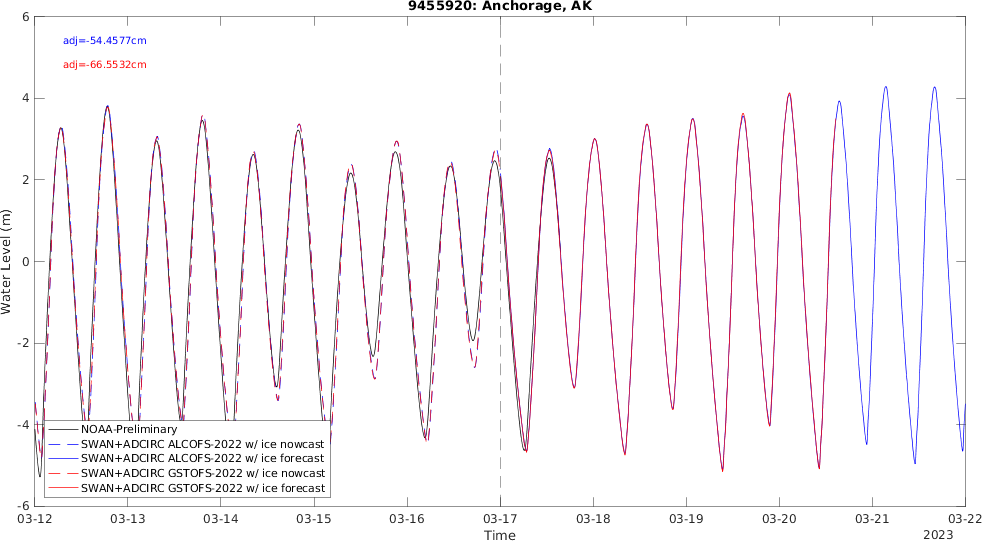 9455920: Anchorage, AK
adj=-54.4577cm
adj=-66.5532cm
Water Level (m)
6
4
2
0
-2
-4
-6
NOAA-Preliminary
SWAN+ADCIRC ALCOFS-2022 w/ ice nowcast
SWAN+ADCIRC ALCOFS-2022 w/ ice forecast
SWAN+ADCIRC GSTOFS-2022 w/ ice nowcast
SWAN+ADCIRC GSTOFS-2022 w/ ice forecast
03-12 03-13 03-14 03-15 03-16 03-17 03-18 03-19 03-20 03-21 03-22
Time
2023